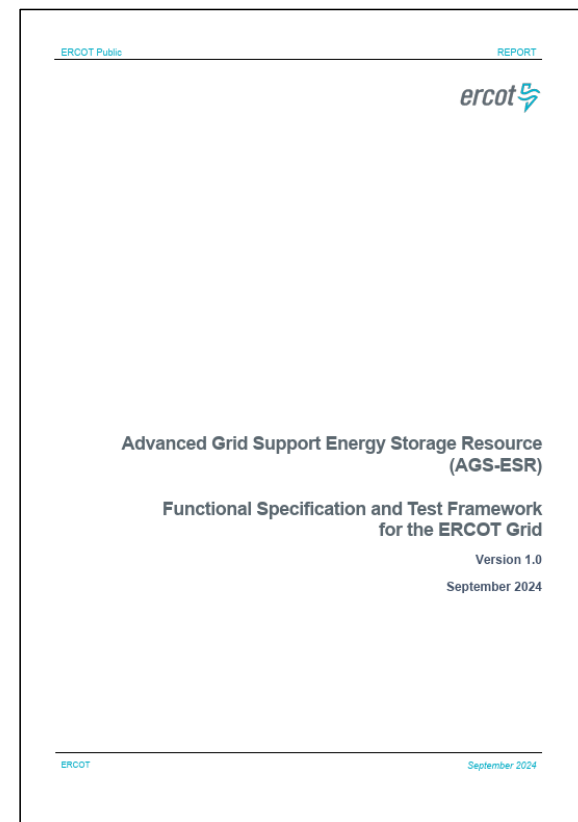 ERCOT Public
REPORT
ercot
Advanced Grid Support Energy Storage Resource
(AGS-ESR)
Functional Specification and Test Framework
for the ERCOT Grid
Version 1.0
September 2024
ERCOT
September 2024